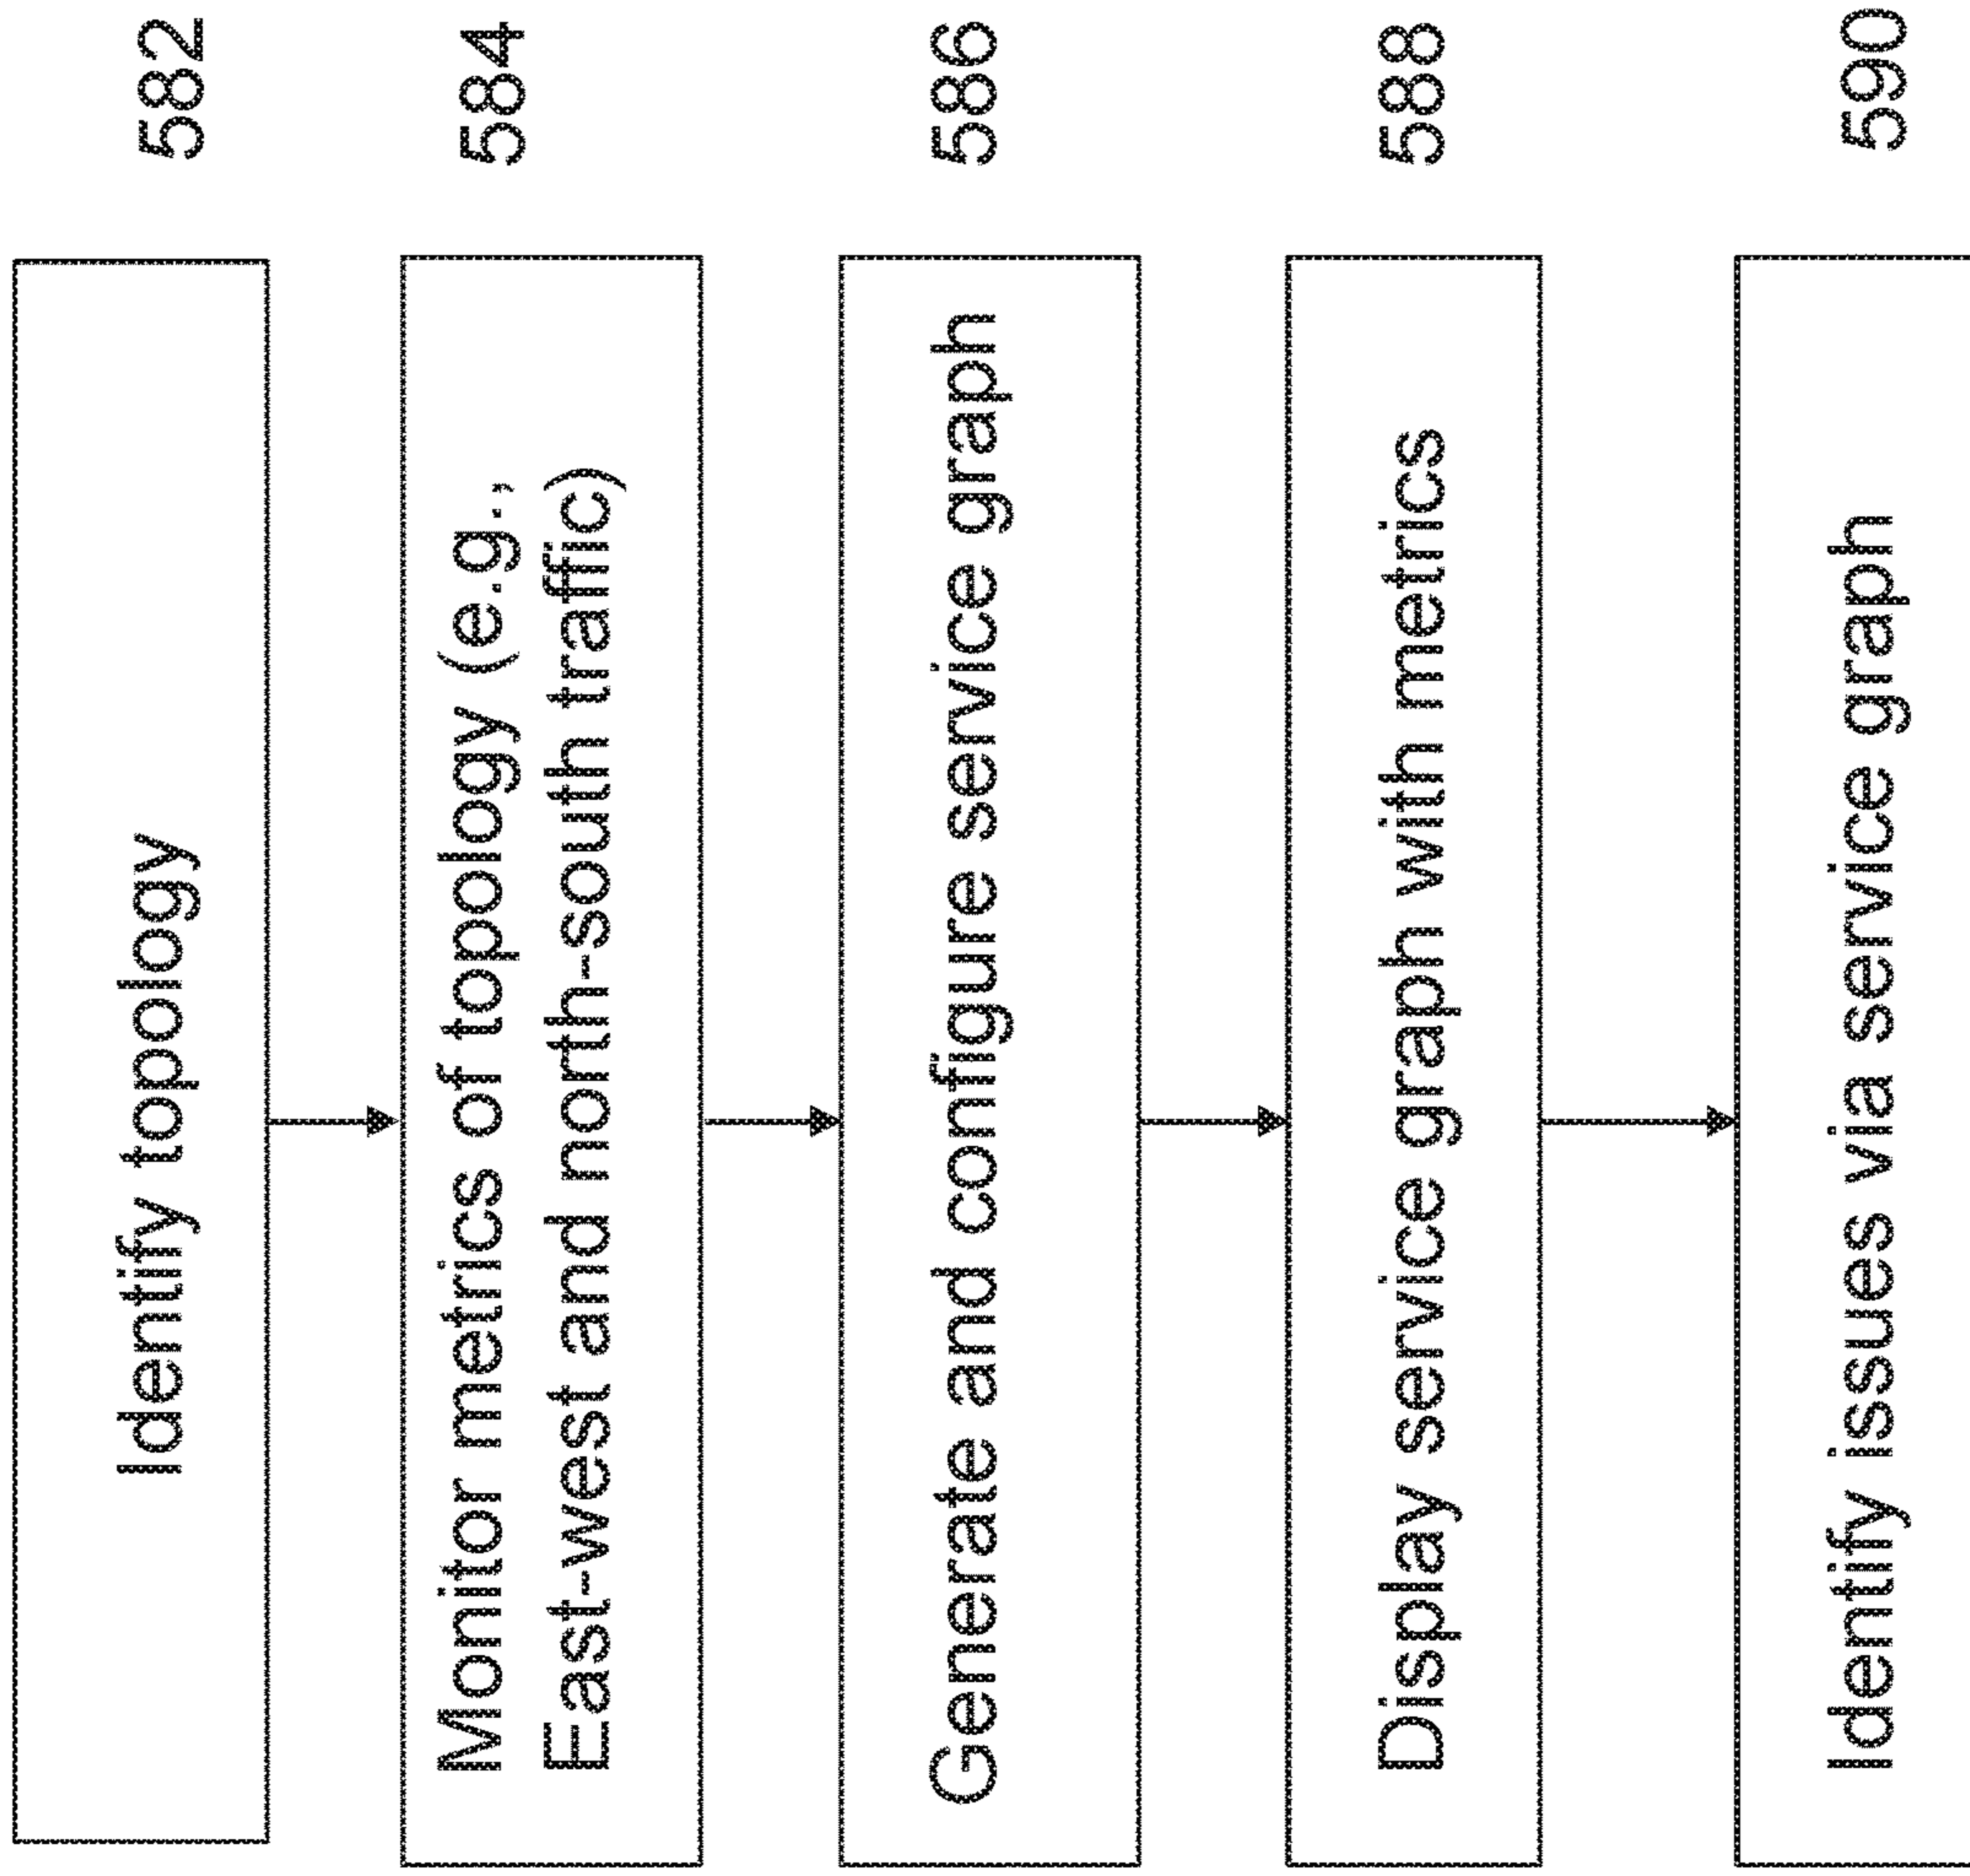 Identify topology
582
Monitor metrics of topology (e.g.,
East-west and north-south traffic)
584
Generate and configure service graph
586
Display service graph with metrics
588
Identify issues via service graph
590